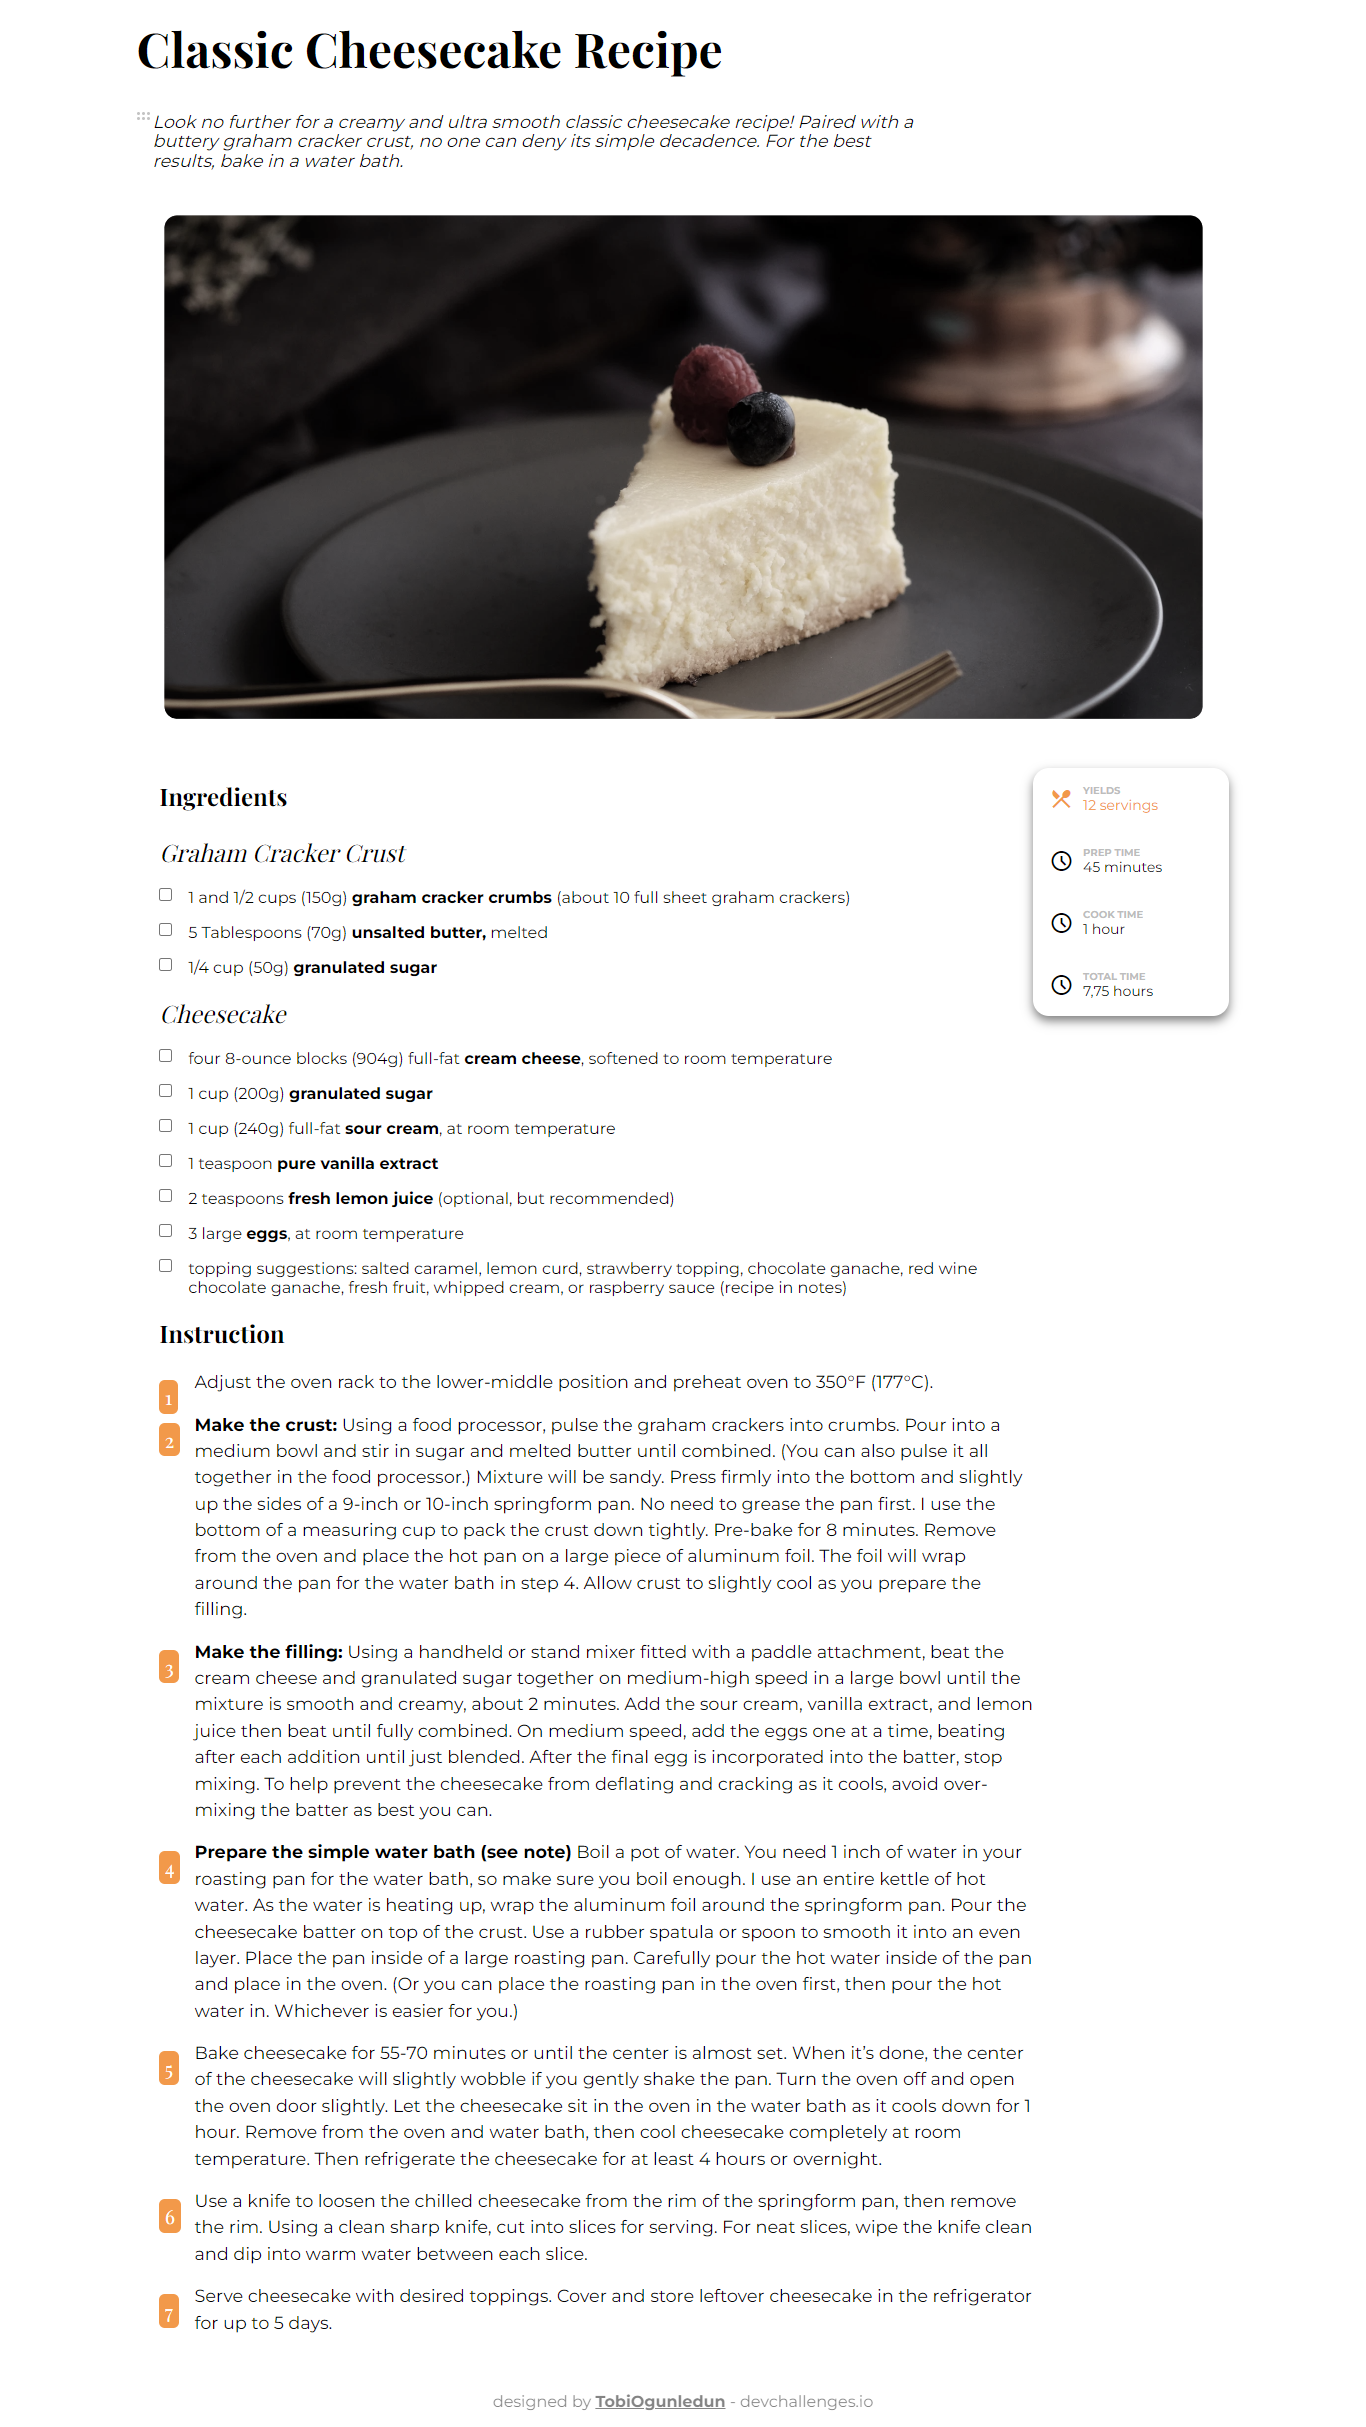 Classic Cheesecake Recipe
Look no further for a creamy and ultra smooth classic cheesecake recipe! Paired with a
buttery graham cracker crust, no one can deny its simple decadence. For the best
results, bake in a water bath.
Ingredients
Graham Cracker Crust
1 and 1/2 cups (150g) graham cracker crumbs (about 10 full sheet graham crackers)
5 Tablespoons (70g) unsalted butter, melted
1/4 cup (50g) granulated sugar
Cheesecake
four 8-ounce blocks (904g) full-fat cream cheese, softened to room temperature
1 cup (200g) granulated sugar
1 cup (240g) full-fat sour cream, at room temperature
1 teaspoon pure vanilla extract
2 teaspoons fresh lemon juice (optional, but recommended)
3 large eggs, at room temperature
topping suggestions: salted caramel, lemon curd, strawberry topping, chocolate ganache, red wine
chocolate ganache, fresh fruit, whipped cream, or raspberry sauce (recipe in notes)
YIELDS
12 servings
PREP TIME
45 minutes
COOK TIME
1 hour
TOTAL TIME
7,75 hours
Instruction
1 Adjust the oven rack to the lower-middle position and preheat oven to 350°F (177°C).
2 Make the crust: Using a food processor, pulse the graham crackers into crumbs. Pour into a
medium bowl and stir in sugar and melted butter until combined. (You can also pulse it all
together in the food processor.) Mixture will be sandy. Press firmly into the bottom and slightly
up the sides of a 9-inch or 10-inch springform pan. No need to grease the pan first. I use the
bottom of a measuring cup to pack the crust down tightly. Pre-bake for 8 minutes. Remove
from the oven and place the hot pan on a large piece of aluminum foil. The foil will wrap
around the pan for the water bath in step 4. Allow crust to slightly cool as you prepare the
filling.
3 Make the filling: Using a handheld or stand mixer fitted with a paddle attachment, beat the
cream cheese and granulated sugar together on medium-high speed in a large bowl until the
mixture is smooth and creamy, about 2 minutes. Add the sour cream, vanilla extract, and lemon
juice then beat until fully combined. On medium speed, add the eggs one at a time, beating
after each addition until just blended. After the final egg is incorporated into the batter, stop
mixing. To help prevent the cheesecake from deflating and cracking as it cools, avoid over-
mixing the batter as best you can.
4 Prepare the simple water bath (see note) Boil a pot of water. You need 1 inch of water in your
roasting pan for the water bath, so make sure you boil enough. I use an entire kettle of hot
water. As the water is heating up, wrap the aluminum foil around the springform pan. Pour the
cheesecake batter on top of the crust. Use a rubber spatula or spoon to smooth it into an even
layer. Place the pan inside of a large roasting pan. Carefully pour the hot water inside of the pan
and place in the oven. (Or you can place the roasting pan in the oven first, then pour the hot
water in. Whichever is easier for you.)
5 Bake cheesecake for 55-70 minutes or until the center is almost set. When it’s done, the center
of the cheesecake will slightly wobble if you gently shake the pan. Turn the oven off and open
the oven door slightly. Let the cheesecake sit in the oven in the water bath as it cools down for 1
hour. Remove from the oven and water bath, then cool cheesecake completely at room
temperature. Then refrigerate the cheesecake for at least 4 hours or overnight.
6 Use a knife to loosen the chilled cheesecake from the rim of the springform pan, then remove
the rim. Using a clean sharp knife, cut into slices for serving. For neat slices, wipe the knife clean
and dip into warm water between each slice.
7 Serve cheesecake with desired toppings. Cover and store leftover cheesecake in the refrigerator
for up to 5 days.
designed by TobiOgunledun - devchallenges.io